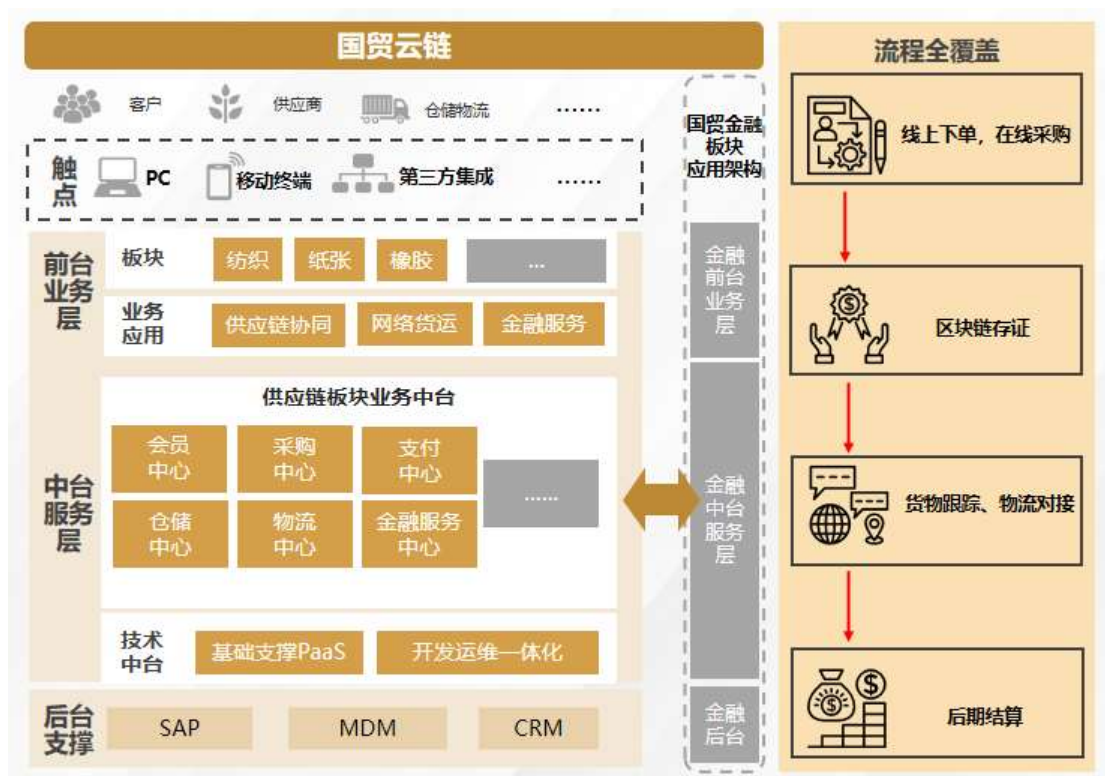 国贸云链
客户
供应商
仓储物流
......
触
点
PC
移动终端
第三方集成
......
前台
业务
层
板块
纺织
纸张
橡胶
...
业务
应用
供应链协同
网络货运
金融服务
中台
服务
层
供应链板块业务中台
会员
中心
采购
中心
支付
中心
......
仓储
中心
物流
中心
金融服务
中心
技术
中台
基础支撑PaaS
开发运维一体化
后台
支撑
SAP
MDM
CRM
国贸金融
板块
应用架构
金融
前台
业务
层
金融
中台
服务
层
金融
后台
流程全覆盖
线上下单，在线采购
区块链存证
货物跟踪、物流对接
后期结算